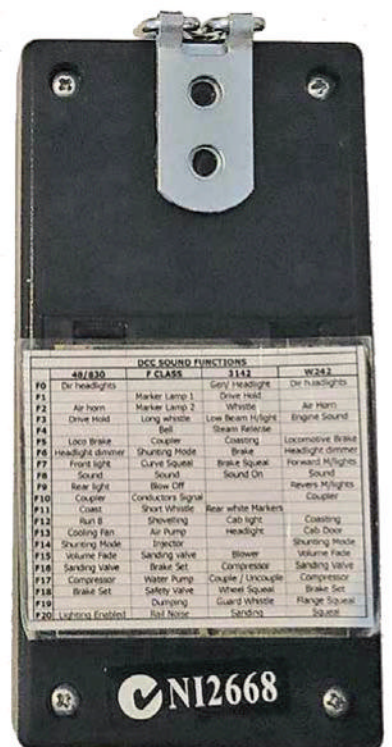 DCC SOUND FUNCTIONS
48/830 F CLASS 3142 W242
F0 Dir headlights Gen/ Headlight Dir headlights
F1 Marker Lamp 1 Drive Hold
F2 Air horn Marker Lamp 2 Whistle Air Horn
F3 Drive Hold Long whistle Low Beam H/light Engine Sound
F4 Bell Steam Release
F5 Loco Brake Coupler Coasting Locomotive Brake
F6 Headlight dimmer Shunting Mode Brake Headlight dimmer
F7 Front light Curve Squeal Brake Squeal Forward M/lights
F8 Sound Sound Sound On Sound
F9 Rear light Blow Off Revers M/lights
F10 Coupler Conductors Signal Coupler
F11 Coast Short Whistle Rear white Markers
F12 Run 8 Shovelling Cab light Coasting
F13 Cooling Fan Air Pump Headlight Cab Door
F14 Shunting Mode Injector Shunting Mode
F15 Volume Fade Sanding valve Blower Volume Fade
F16 Sanding Valve Brake Set Compressor Sanding Valve
F17 Compressor Water Pump Couple / Uncouple Compressor
F18 Brake Set Safety Valve Wheel Squeal Brake Set
F19 Dumping Guard Whistle Flange Squeal
F20 Lighting Enabled Rail Noise Sanding Squeal
NI2668